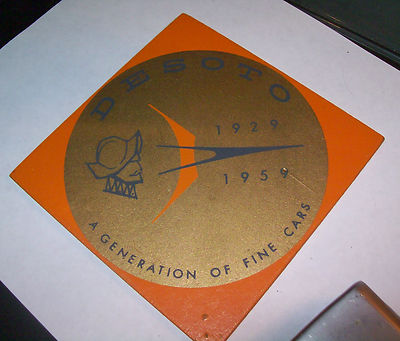 DESOTO
1929
1959
A GENERATION OF FINE CARS